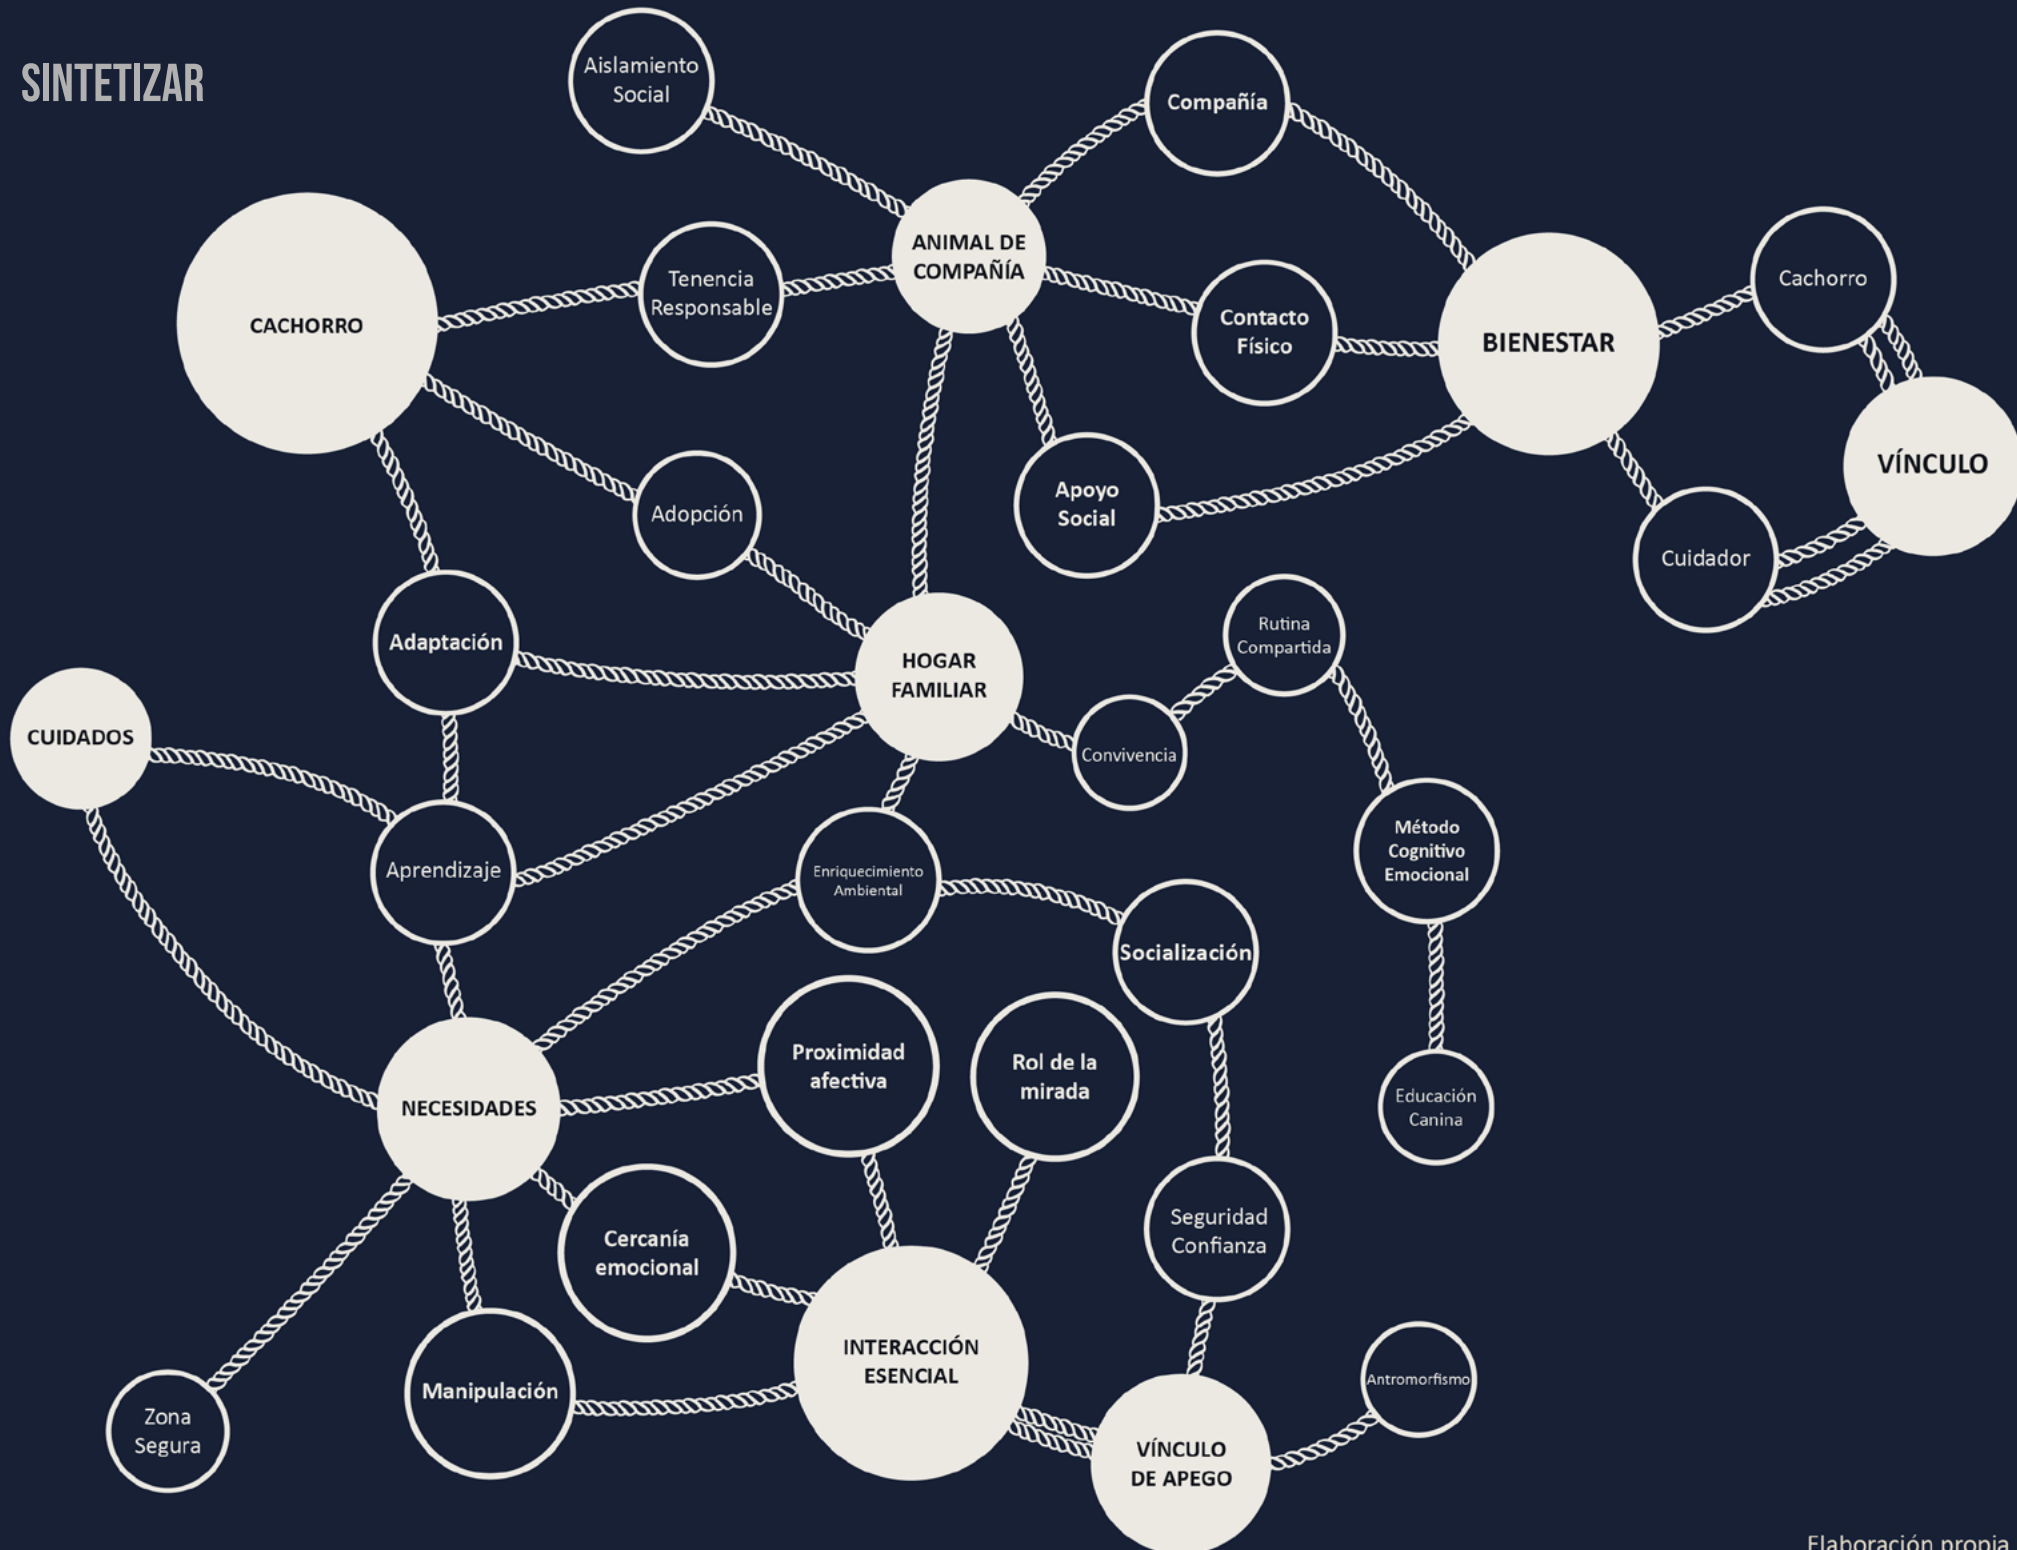 SINTETIZAR
Aislamiento
Social
Compañía
ANIMAL DE
COMPAÑÍA
Cachorro
Tenencia
Responsable
CACHORRO
Contacto
Físico
BIENESTAR
VÍNCULO
Adopción
Apoyo
Social
Cuidador
Adaptación
HOGAR
FAMILIAR
Rutina
Compartida
CUIDADOS
Convivencia
Aprendizaje
Enriquecimiento
Ambiental
Método
Cognitivo
Emocional
Socialización
Proximidad
afectiva
Rol de la
mirada
NECESIDADES
Educación
Canina
Cercanía
emocional
Seguridad
Confianza
INTERACCIÓN
ESENCIAL
Manipulación
Antromorfismo
Zona
Segura
VÍNCULO
DE APEGO
Elaboración propia